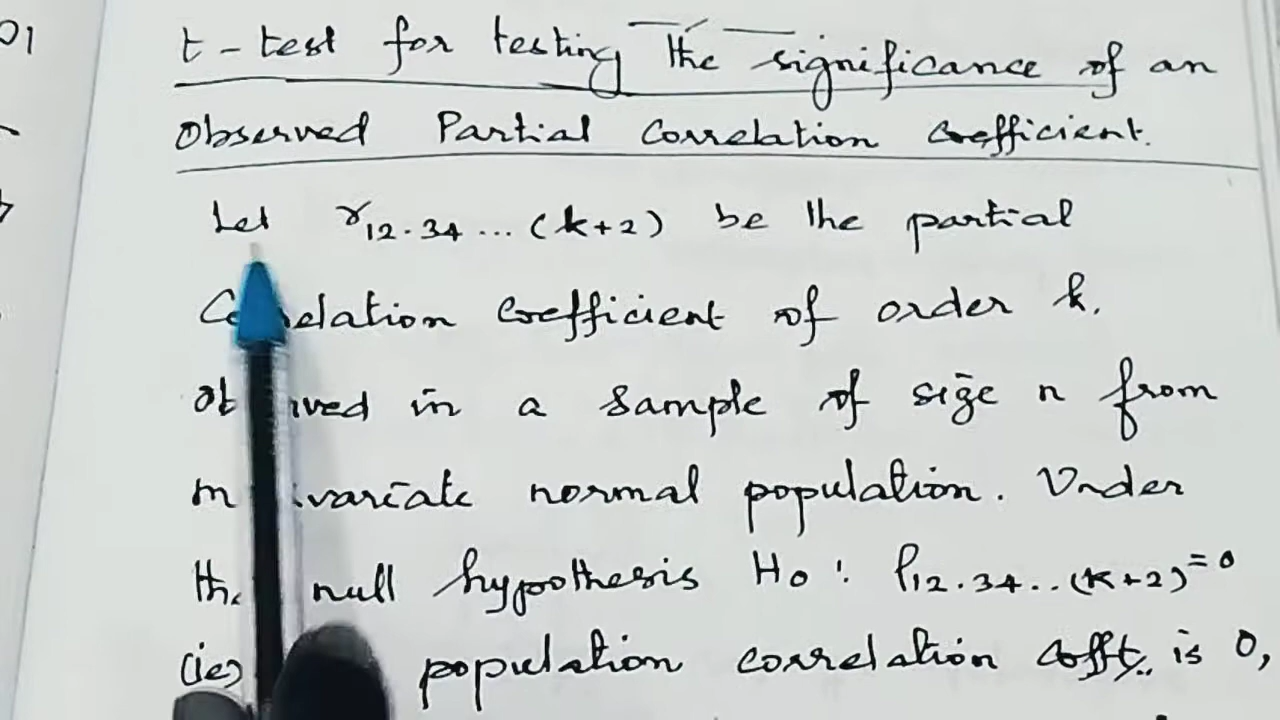 t-test for testing the significance of an
Observed Partial Correlation Coefficient.
Let r12.34...(k+2) be the partial
Correlation Coefficient of order k.
Observed in a sample of size n from
multivariate normal population. Under
the null hypothesis H0 : ρ12.34..(k+2)=0
(ie) population correlation cofft. is 0,